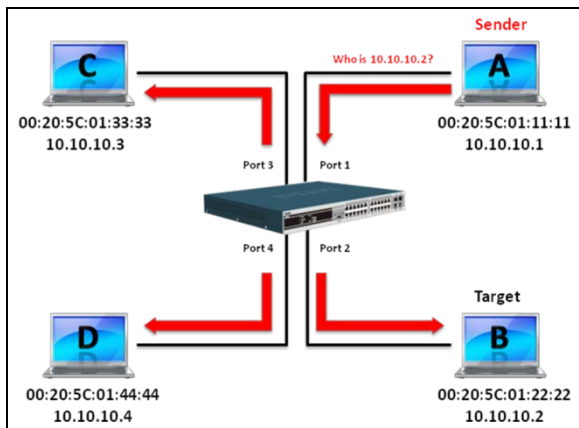 Sender
C
Who is 10.10.10.2?
A
00:20:5C:01:33:33
10.10.10.3
00:20:5C:01:11:11
10.10.10.1
Port 3
Port 1
Port 4
Port 2
Target
D
B
00:20:5C:01:44:44
10.10.10.4
00:20:5C:01:22:22
10.10.10.2